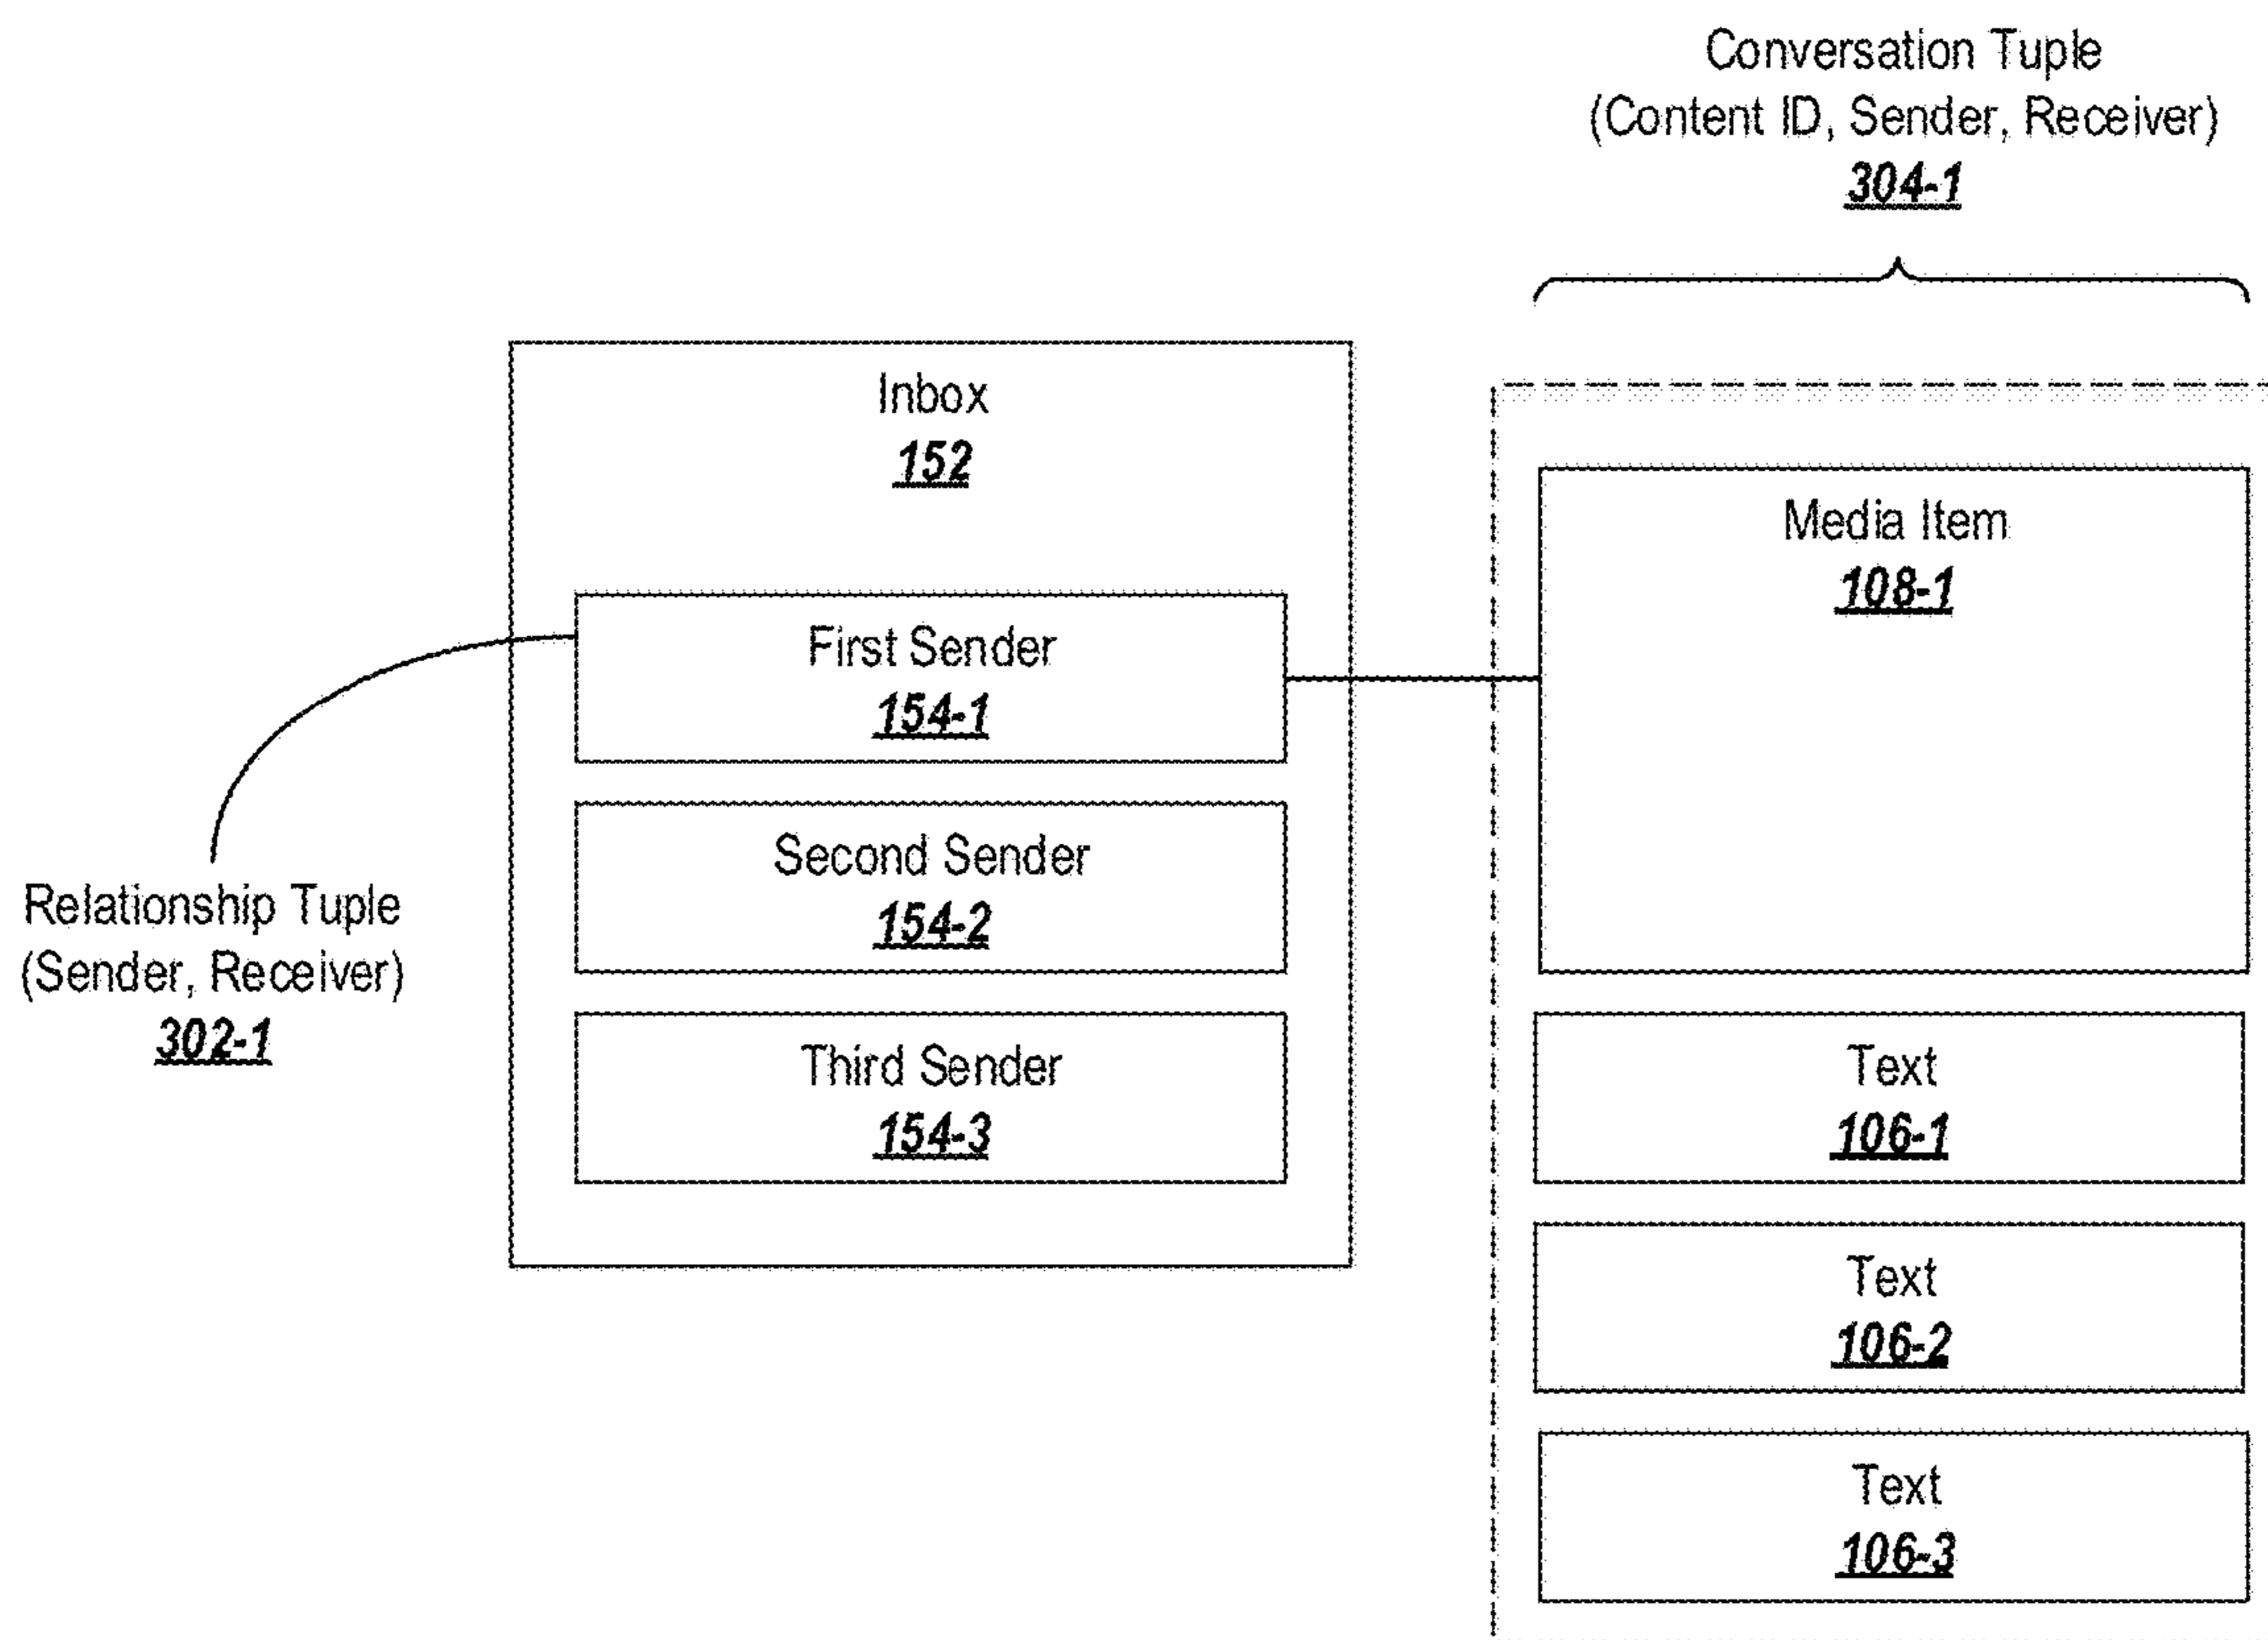 Conversation Tuple
(Content ID, Sender, Receiver)
304-1
Inbox
152
Media Item
108-1
First Sender
154-1
Second Sender
154-2
Relationship Tuple
(Sender, Receiver)
302-1
Third Sender
154-3
Text
106-1
Text
106-2
Text
106-3